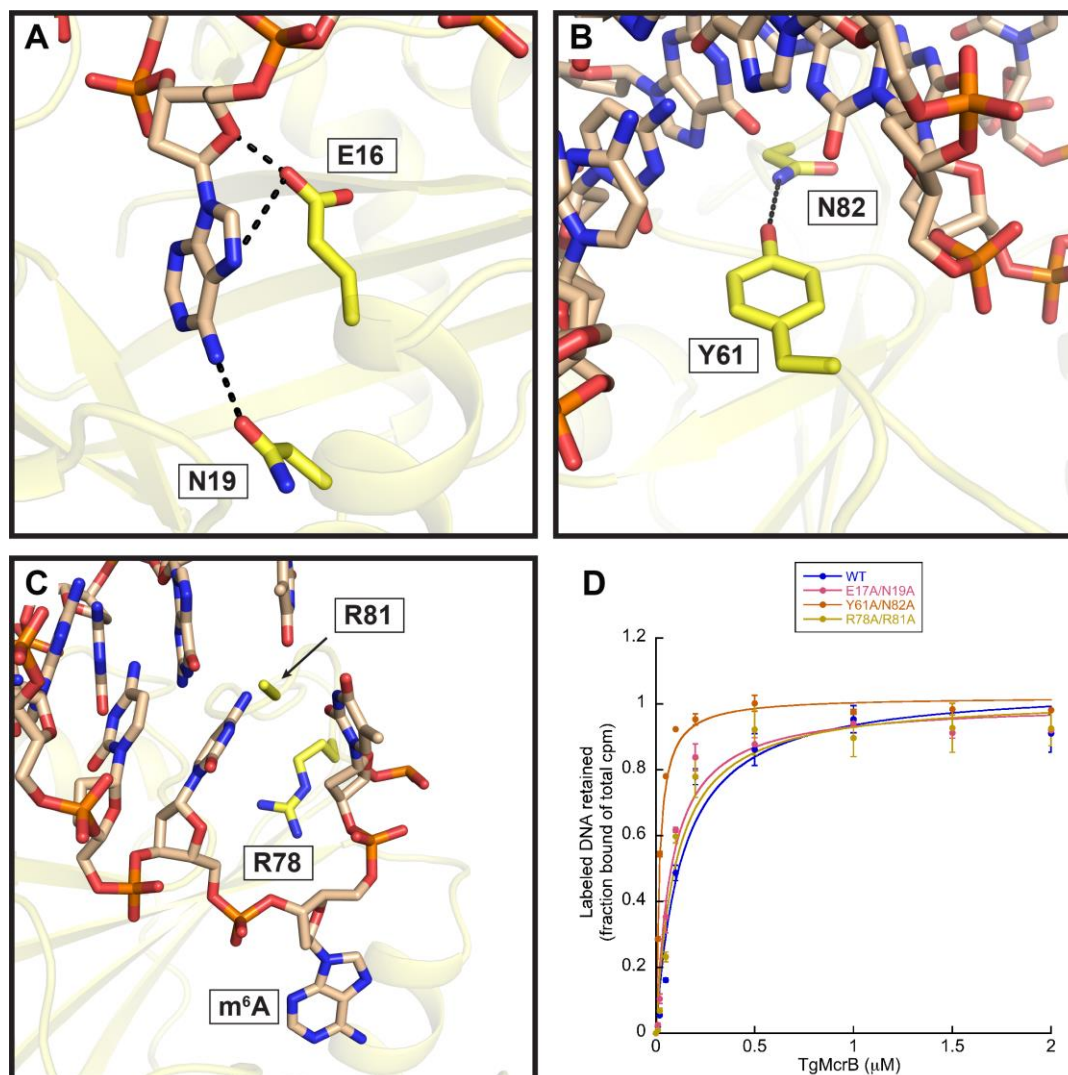 A
E16
N19
B
N82
Y61
C
R81
R78
m⁶A
D
WT
E17A/N19A
Y61A/N82A
R78A/R81A
Labeled DNA retained
(fraction bound of total cpm)
1.2
1
0.8
0.6
0.4
0.2
0
0
0.5
1
1.5
2
TgMcrB (μM)